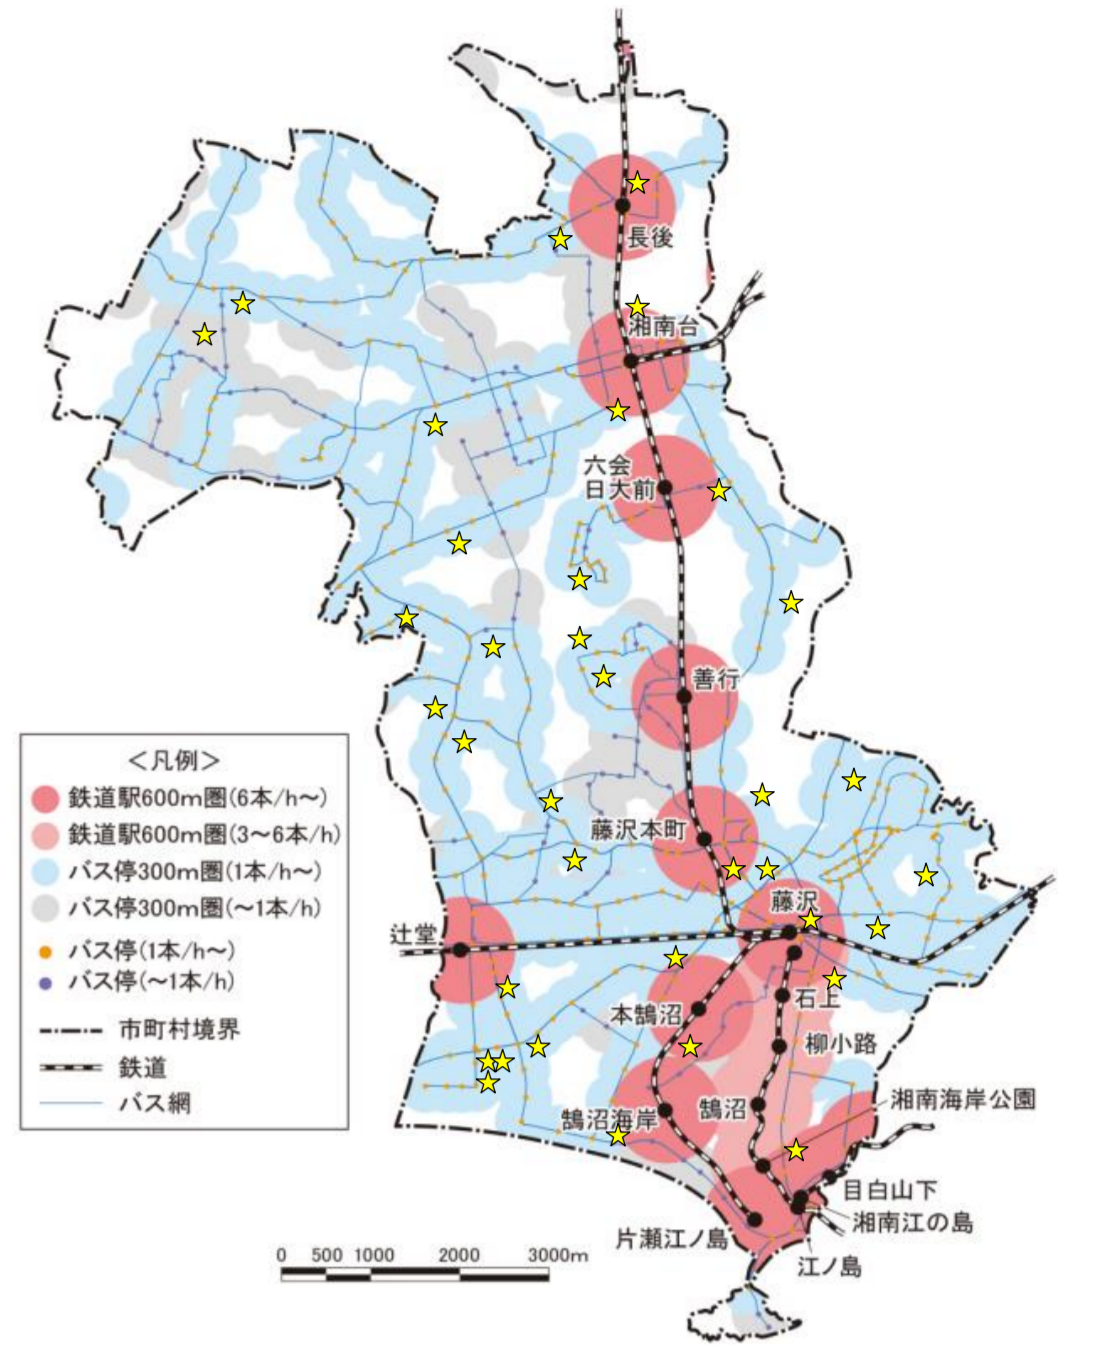 長後
湘南台
六会
日大前
善行
藤沢本町
藤沢
辻堂
石上
本鵠沼
柳小路
鵠沼
鵠沼海岸
湘南海岸公園
目白山下
湘南江の島
片瀬江ノ島
江ノ島
＜凡例＞
鉄道駅600m圏(6本/h～)
鉄道駅600m圏(3～6本/h)
バス停300m圏(1本/h～)
バス停300m圏(～1本/h)
バス停(1本/h～)
バス停(～1本/h)
市町村境界
鉄道
バス網
0 500 1000 2000 3000m